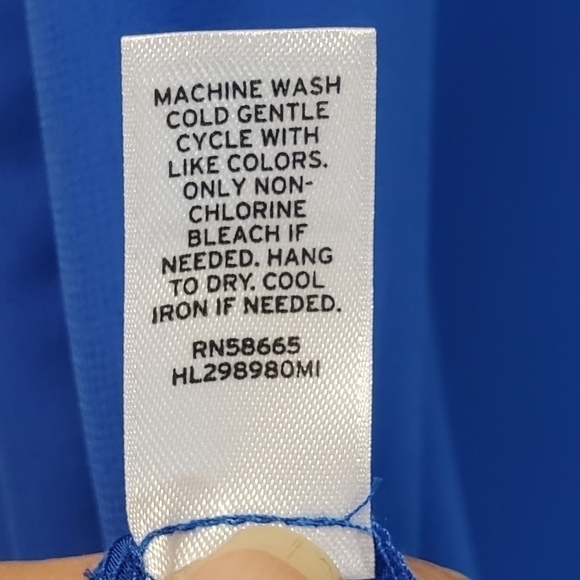 MACHINE WASH
COLD GENTLE
CYCLE WITH
LIKE COLORS.
ONLY NON-
CHLORINE
BLEACH IF
NEEDED. HANG
TO DRY. COOL
IRON IF NEEDED.
RN58665
HL298980MI